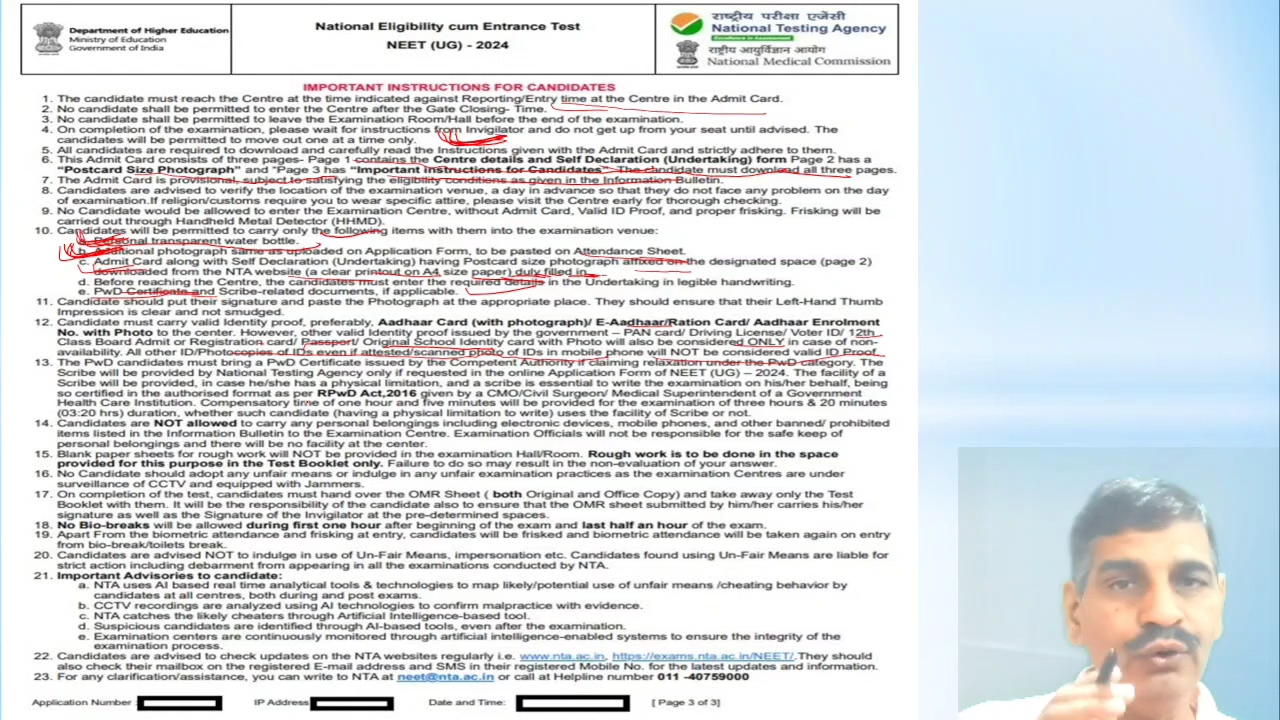 Department of Higher Education
Ministry of Education
Government of India
National Eligibility cum Entrance Test
NEET (UG) - 2024
राष्ट्रीय परीक्षा एजेंसी
National Testing Agency
Excellence in Assessment
राष्ट्रीय आयुर्विज्ञान आयोग
National Medical Commission
IMPORTANT INSTRUCTIONS FOR CANDIDATES
1. The candidate must reach the Centre at the time indicated against Reporting/Entry time at the Centre in the Admit Card.
2. No candidate shall be permitted to enter the Centre after the Gate Closing- Time.
3. No candidate shall be permitted to leave the Examination Room/Hall before the end of the examination.
4. On completion of the examination, please wait for instructions from Invigilator and do not get up from your seat until advised. The
candidates will be permitted to move out one at a time only.
5. All candidates are required to download and carefully read the Instructions given with the Admit Card and strictly adhere to them.
6. This Admit Card consists of three pages- Page 1 contains the Centre details and Self Declaration (Undertaking) form Page 2 has a
"Postcard Size Photograph" and "Page 3 has "Important instructions for Candidates" The candidate must download all three pages.
7. The Admit Card is provisional, subject to satisfying the eligibility conditions as given in the Information Bulletin.
8. Candidates are advised to verify the location of the examination venue, a day in advance so that they do not face any problem on the day
of examination.If religion/customs require you to wear specific attire, please visit the Centre early for thorough checking.
9. No Candidate would be allowed to enter the Examination Centre, without Admit Card, Valid ID Proof, and proper frisking. Frisking will be
carried out through Handheld Metal Detector (HHMD).
10. Candidates will be permitted to carry only the following items with them into the examination venue:
Personal transparent water bottle.
b. Additional photograph same as uploaded on Application Form, to be pasted on Attendance Sheet.
c. Admit Card along with Self Declaration (Undertaking) having Postcard size photograph affixed on the designated space (page 2)
downloaded from the NTA website (a clear printout on A4 size paper) duly filled in.
d. Before reaching the Centre, the candidates must enter the required details in the Undertaking in legible handwriting.
e. PwD Certificate and Scribe-related documents, if applicable.
11. Candidate should put their signature and paste the Photograph at the appropriate place. They should ensure that their Left-Hand Thumb
Impression is clear and not smudged.
12. Candidate must carry valid Identity proof, preferably, Aadhaar Card (with photograph)/ E-Aadhaar/Ration Card/ Aadhaar Enrolment
No. with Photo to the center. However, other valid Identity proof issued by the government – PAN card/ Driving License/ Voter ID/ 12th
Class Board Admit or Registration card/ Passport/ Original School Identity card with Photo will also be considered ONLY in case of non-
availability. All other ID/Photocopies of IDs even if attested/scanned photo of IDs in mobile phone will NOT be considered valid ID Proof.
13. The PwD candidates must bring a PwD Certificate issued by the Competent Authority if claiming relaxation under the PwD category. The
Scribe will be provided by National Testing Agency only if requested in the online Application Form of NEET (UG) – 2024. The facility of a
Scribe will be provided, in case he/she has a physical limitation, and a scribe is essential to write the examination on his/her behalf, being
so certified in the authorised format as per RPwD Act,2016 given by a CMO/Civil Surgeon/ Medical Superintendent of a Government
Health Care Institution. Compensatory time of one hour and five minutes will be provided for the examination of three hours & 20 minutes
(03:20 hrs) duration, whether such candidate (having a physical limitation to write) uses the facility of Scribe or not.
14. Candidates are NOT allowed to carry any personal belongings including electronic devices, mobile phones, and other banned/ prohibited
items listed in the Information Bulletin to the Examination Centre. Examination Officials will not be responsible for the safe keep of
personal belongings and there will be no facility at the center.
15. Blank paper sheets for rough work will NOT be provided in the examination Hall/Room. Rough work is to be done in the space
provided for this purpose in the Test Booklet only. Failure to do so may result in the non-evaluation of your answer.
16. No Candidate should adopt any unfair means or indulge in any unfair examination practices as the examination Centres are under
surveillance of CCTV and equipped with Jammers.
17. On completion of the test, candidates must hand over the OMR Sheet ( both Original and Office Copy) and take away only the Test
Booklet with them. It will be the responsibility of the candidate also to ensure that the OMR sheet submitted by him/her carries his/her
signature as well as the Signature of the Invigilator at the pre-determined spaces.
18. No Bio-breaks will be allowed during first one hour after beginning of the exam and last half an hour of the exam.
19. Apart From the biometric attendance and frisking at entry, candidates will be frisked and biometric attendance will be taken again on entry
from bio-break/toilets break.
20. Candidates are advised NOT to indulge in use of Un-Fair Means, impersonation etc. Candidates found using Un-Fair Means are liable for
strict action including debarment from appearing in all the examinations conducted by NTA.
21. Important Advisories to candidate:
a. NTA uses AI based real time analytical tools & technologies to map likely/potential use of unfair means /cheating behavior by
candidates at all centres, both during and post exams.
b. CCTV recordings are analyzed using AI technologies to confirm malpractice with evidence.
c. NTA catches the likely cheaters through Artificial Intelligence-based tool.
d. Suspicious candidates are identified through AI-based tools, even after the examination.
e. Examination centers are continuously monitored through artificial intelligence-enabled systems to ensure the integrity of the
examination process.
22. Candidates are advised to check updates on the NTA websites regularly i.e. www.nta.ac.in, https://exams.nta.ac.in/NEET/.They should
also check their mailbox on the registered E-mail address and SMS in their registered Mobile No. for the latest updates and information.
23. For any clarification/assistance, you can write to NTA at neet@nta.ac.in or call at Helpline number 011 -40759000
Application Number :
IP Address
Date and Time:
[ Page 3 of 3]